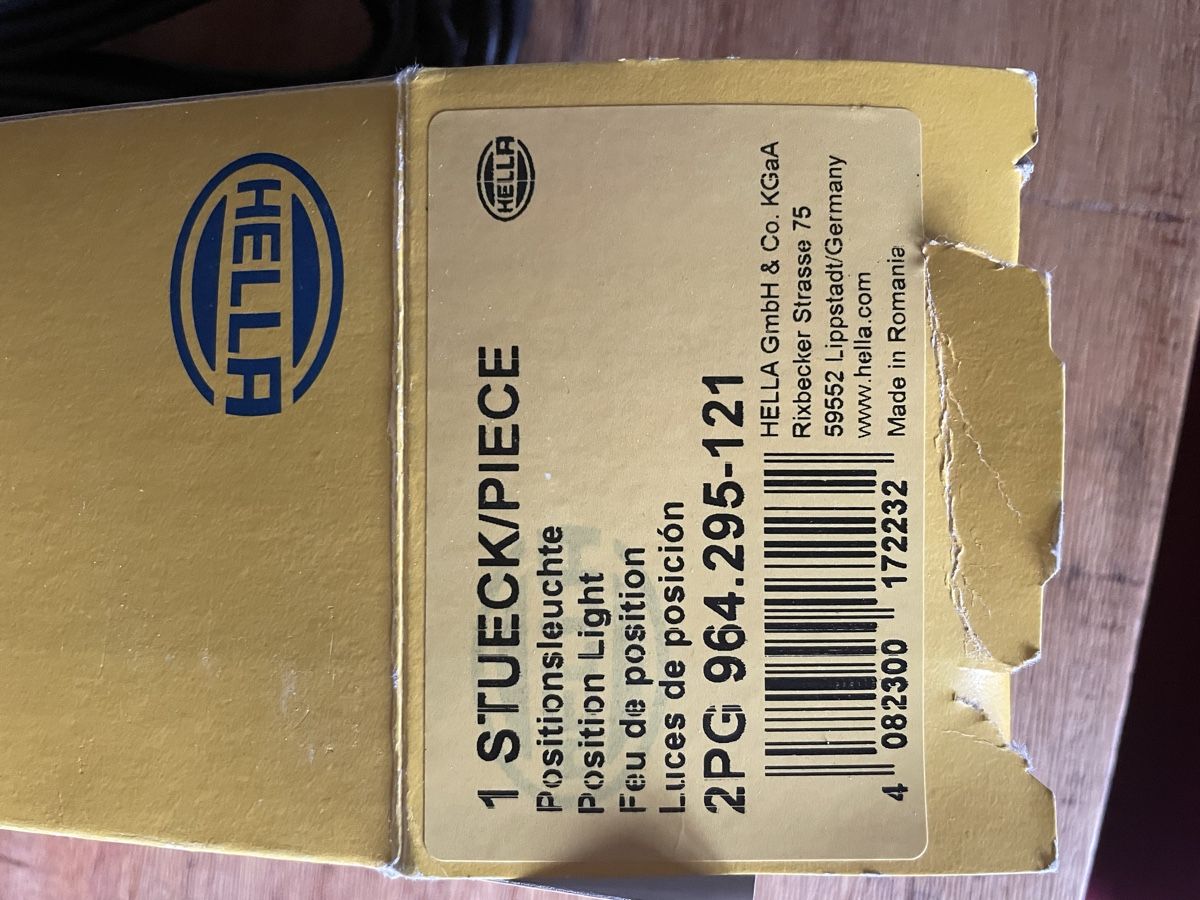 HELLA
HELLA
1 STUECK/PIECE
Positionsleuchte
Position Light
Feu de position
Luces de posición
2PG 964.295-121
HELLA GmbH & Co. KGaA
Rixbecker Strasse 75
59552 Lippstadt/Germany
www.hella.com
Made in Romania
4 082300 172232